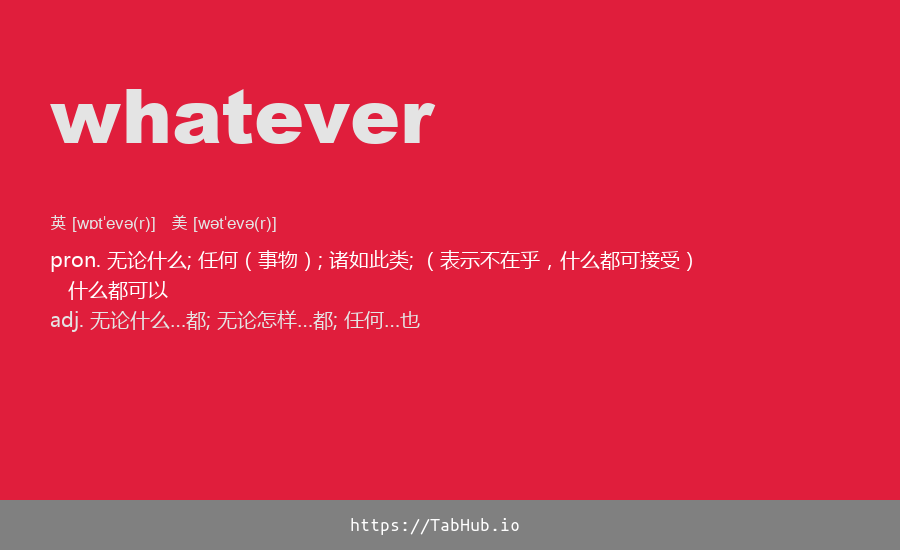 whatever
英 [wɒtˈevə(r)]　美 [wətˈevə(r)]
pron. 无论什么; 任何（事物）; 诸如此类; （表示不在乎，什么都可接受）
什么都可以
adj. 无论什么…都; 无论怎样…都; 任何…也
https://TabHub.io